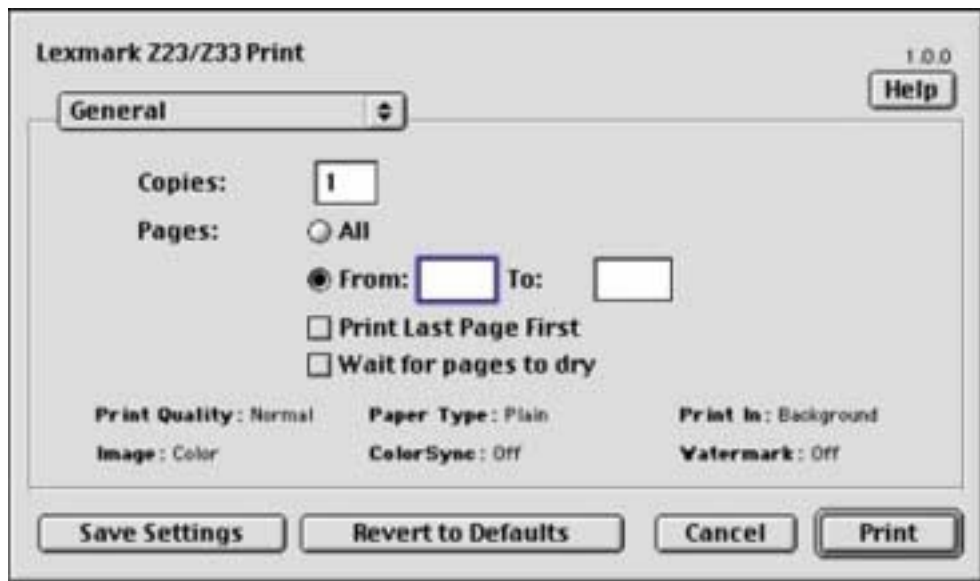 Lexmark Z23/Z33 Print
1.0.0
Help
General
Copies: 1
Pages: All
From: To:
Print Last Page First
Wait for pages to dry
Print Quality: Normal Paper Type: Plain Print In: Background
Image: Color ColorSync: Off Watermark: Off
Save Settings Revert to Defaults Cancel Print